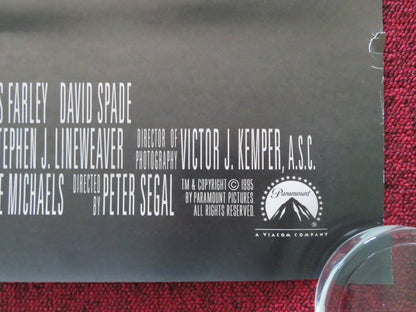 S FARLEY DAVID SPADE
TEPHEN J. LINEWEAVER DIRECTOR OF PHOTOGRAPHY VICTOR J. KEMPER, A.S.C.
E MICHAELS DIRECTED BY PETER SEGAL
TM & COPYRIGHT © 1995
BY PARAMOUNT PICTURES.
ALL RIGHTS RESERVED.
Paramount
A VIACOM COMPANY